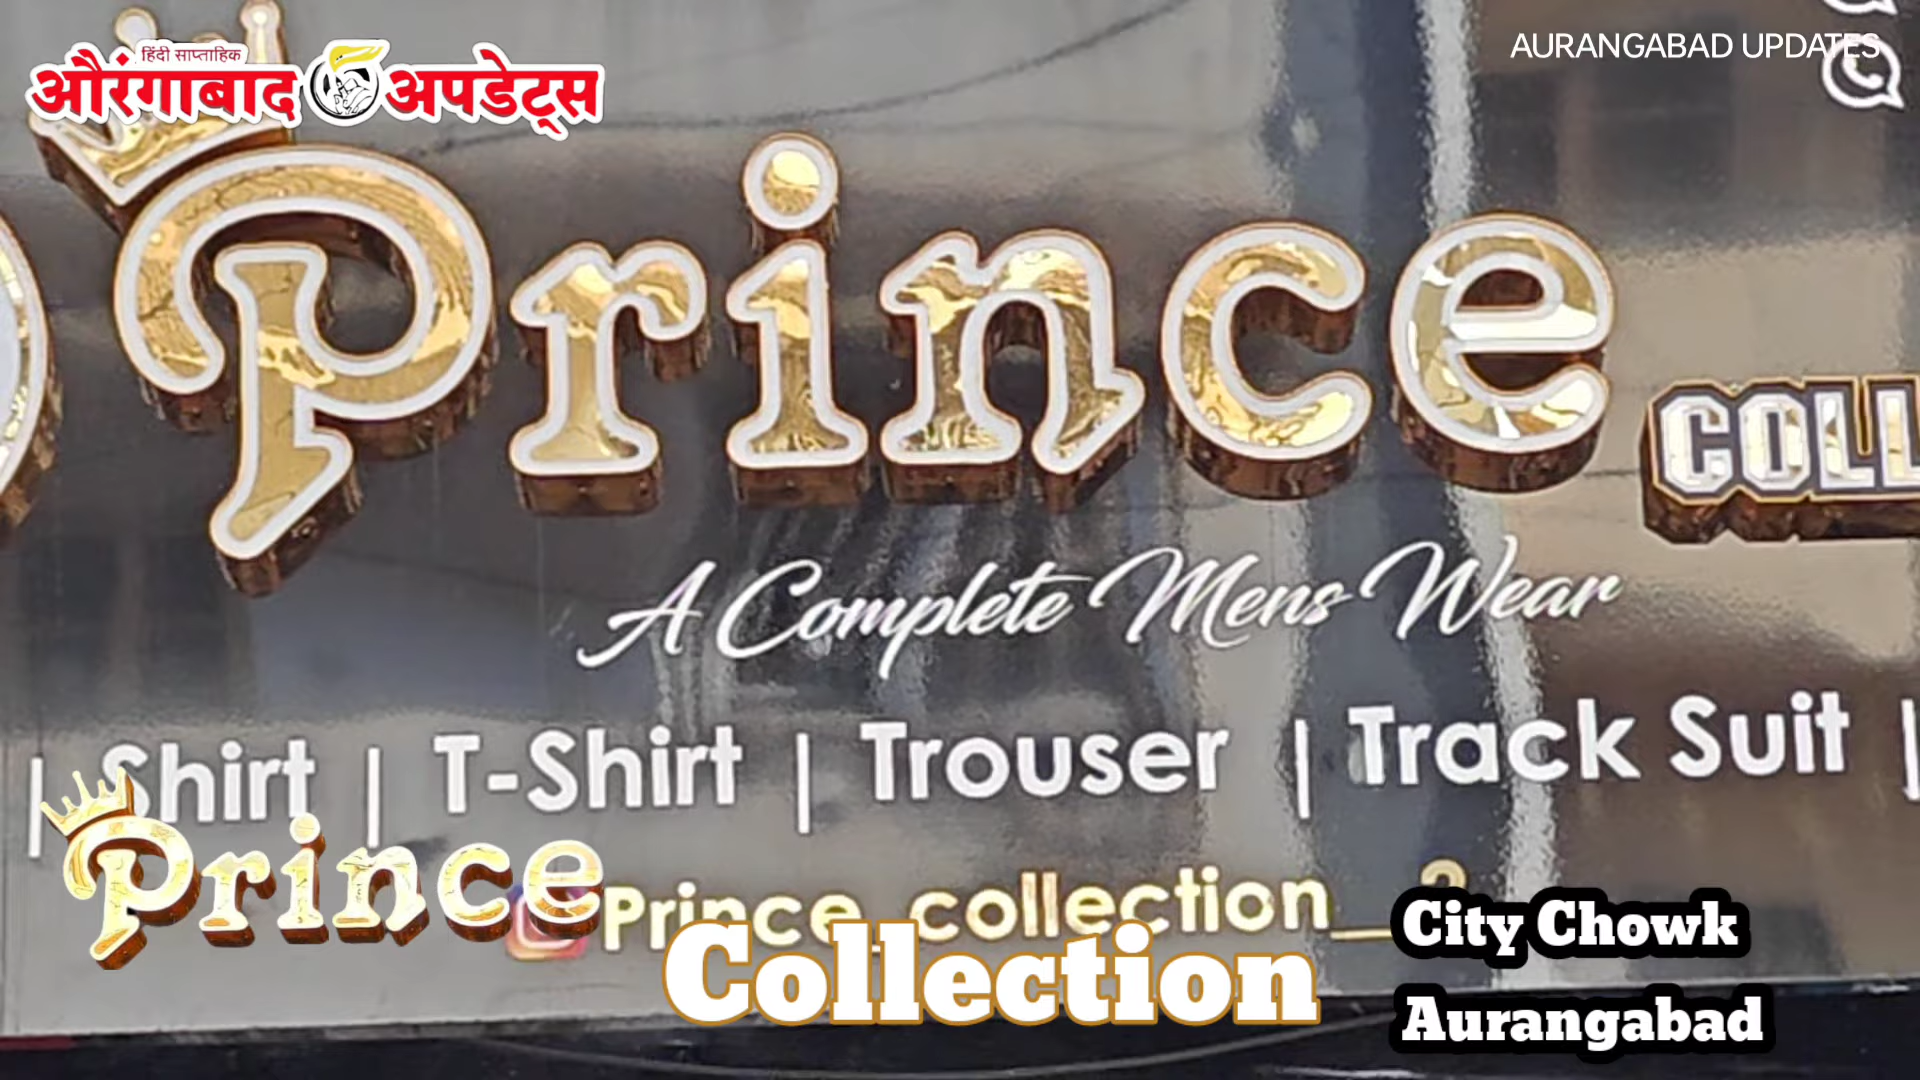 हिंदी साप्ताहिक
औरंगाबाद अपडेट्स
AURANGABAD UPDATES
Prince
COLL
A Complete Mens Wear
| Shirt | T-Shirt | Trouser | Track Suit |
Prince_collection__2
Prince
Collection
City Chowk
Aurangabad